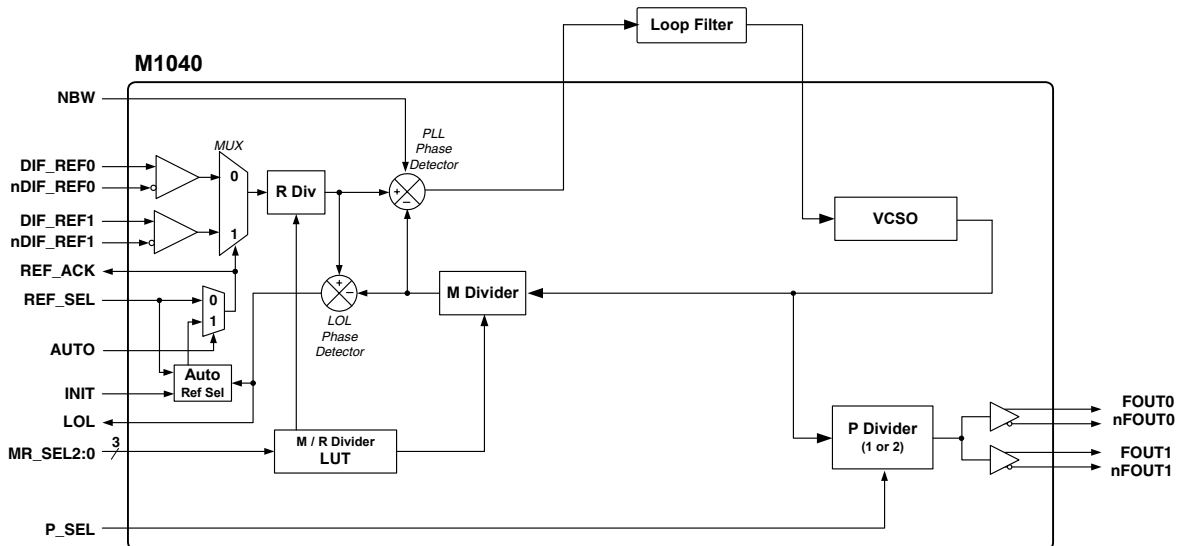 Loop Filter
M1040
NBW
PLL
Phase
Detector
MUX
DIF_REF0
nDIF_REF0
0
R Div
+
–
DIF_REF1
nDIF_REF1
1
VCSO
REF_ACK
REF_SEL
0
1
+
–
LOL
Phase
Detector
M Divider
AUTO
Auto
Ref Sel
INIT
LOL
MR_SEL2:0
3
M / R Divider
LUT
P Divider
(1 or 2)
FOUT0
nFOUT0
FOUT1
nFOUT1
P_SEL